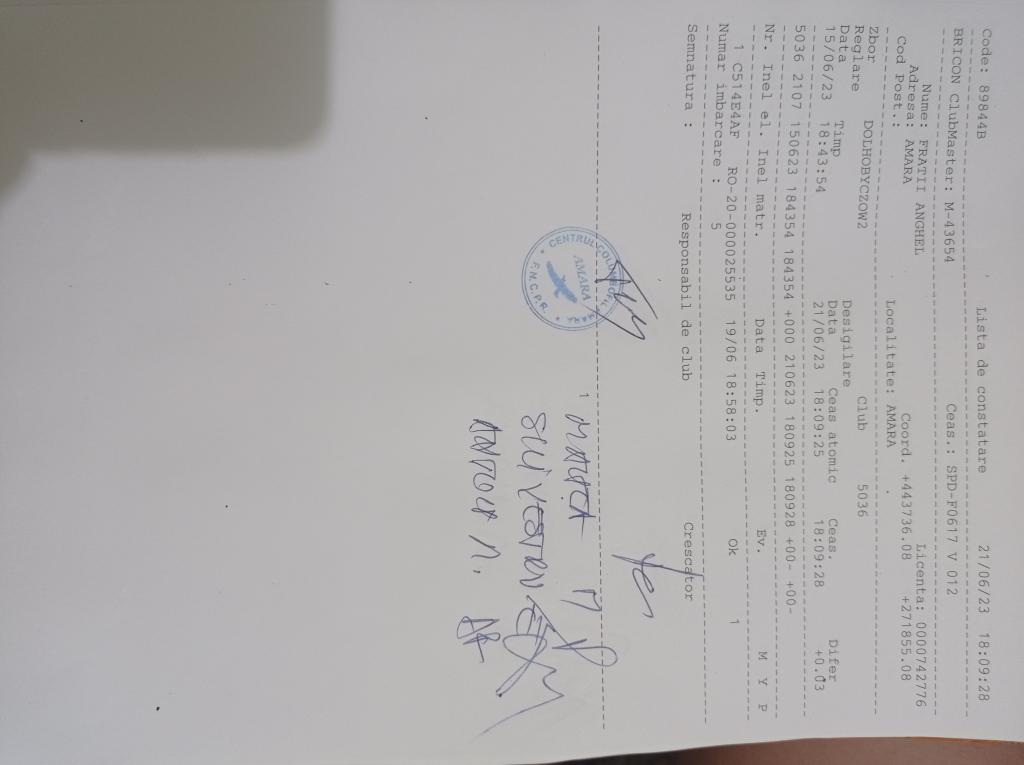 Code: 89844B Lista de constatare 21/06/23 18:09:28
BRICON ClubMaster: M-43654 Ceas.: SPD-F0617 V 012
Nume: FRATII ANGHEL Licenta: 0000742776
Adresa: AMARA Coord. +443736.08 +271855.08
Cod Post.: Localitate: AMARA
Zbor DOLHOBYCZOW2 Club 5036
Reglare Desigilare
Data Timp Data Ceas atomic Ceas. Difer
15/06/23 18:43:54 21/06/23 18:09:25 18:09:28 +0.03
5036 2107 150623 184354 184354 +000 210623 180925 180928 +00- +00-
Nr. Inel el. Inel matr. Data Timp. Ev. M Y P
1 C514E4AF RO-20-000025535 19/06 18:58:03 Ok 1
Numar imbarcare : 5
Semnatura : Responsabil de club Crescator
CENTRUL COLUMBOFIL AMARA
AMARA
F.N.C.P.R.
1